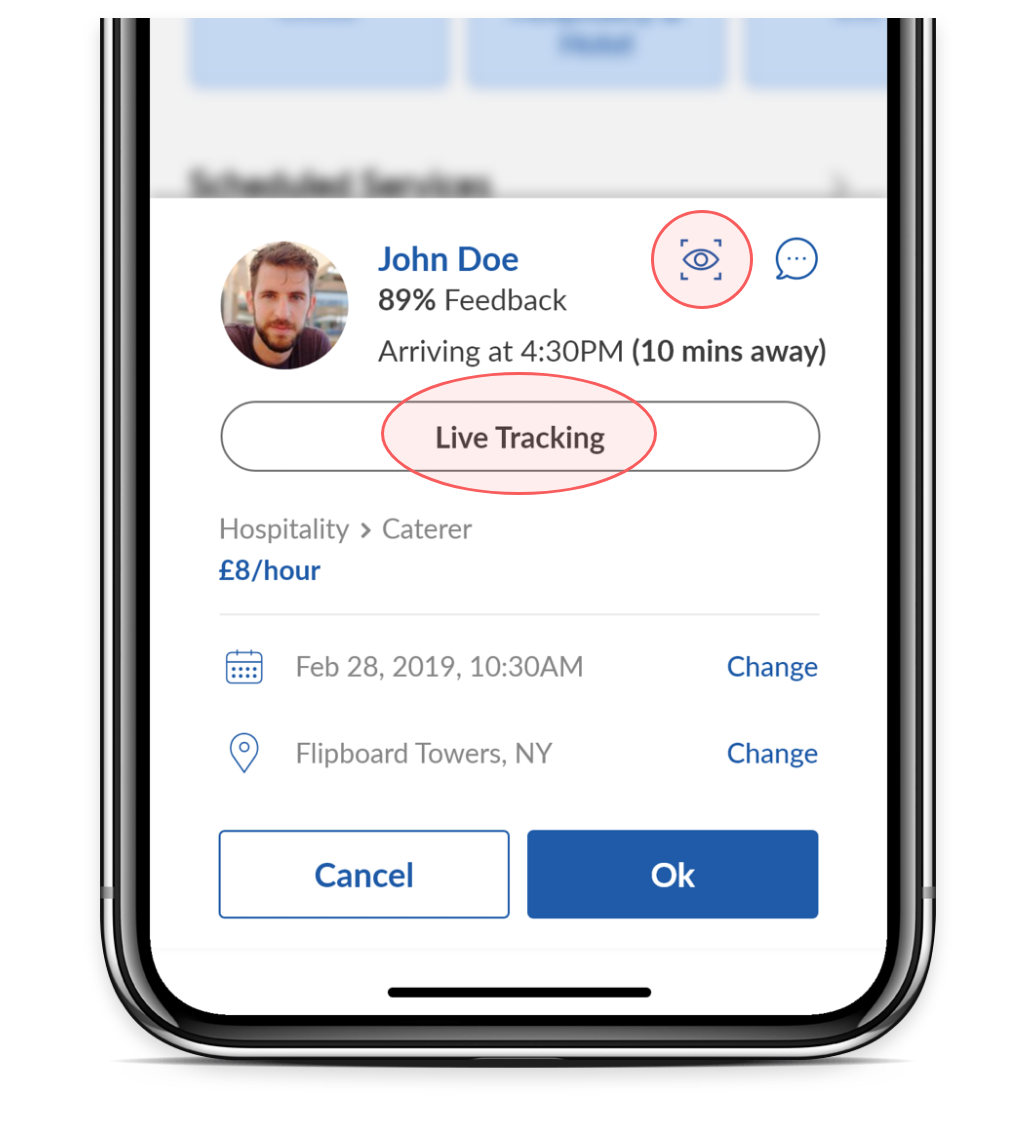 Hotel
Scheduled Services
John Doe
89% Feedback
Arriving at 4:30PM (10 mins away)
Live Tracking
Hospitality > Caterer
£8/hour
Feb 28, 2019, 10:30AM
Change
Flipboard Towers, NY
Change
Cancel
Ok